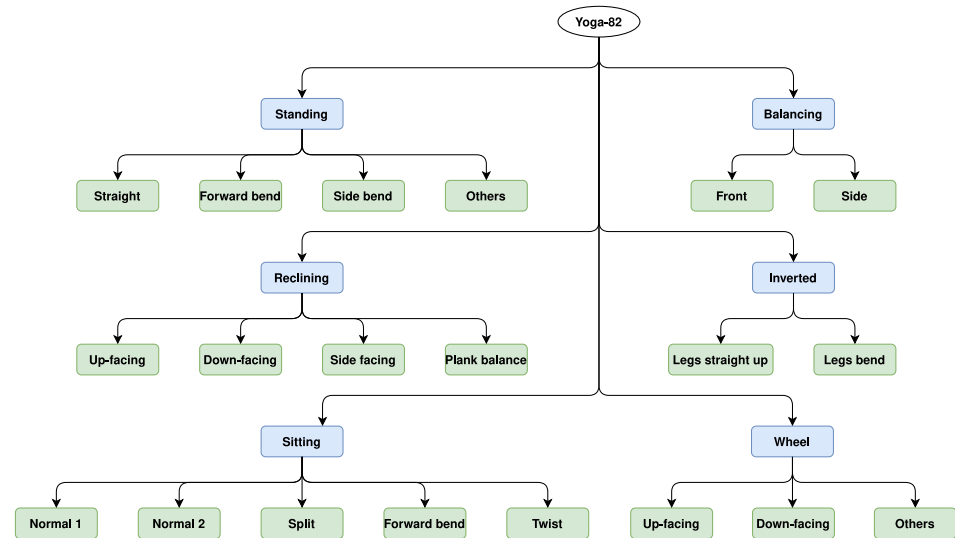 Yoga-82
Standing
Balancing
Straight
Forward bend
Side bend
Others
Front
Side
Reclining
Inverted
Up-facing
Down-facing
Side facing
Plank balance
Legs straight up
Legs bend
Sitting
Wheel
Normal 1
Normal 2
Split
Forward bend
Twist
Up-facing
Down-facing
Others